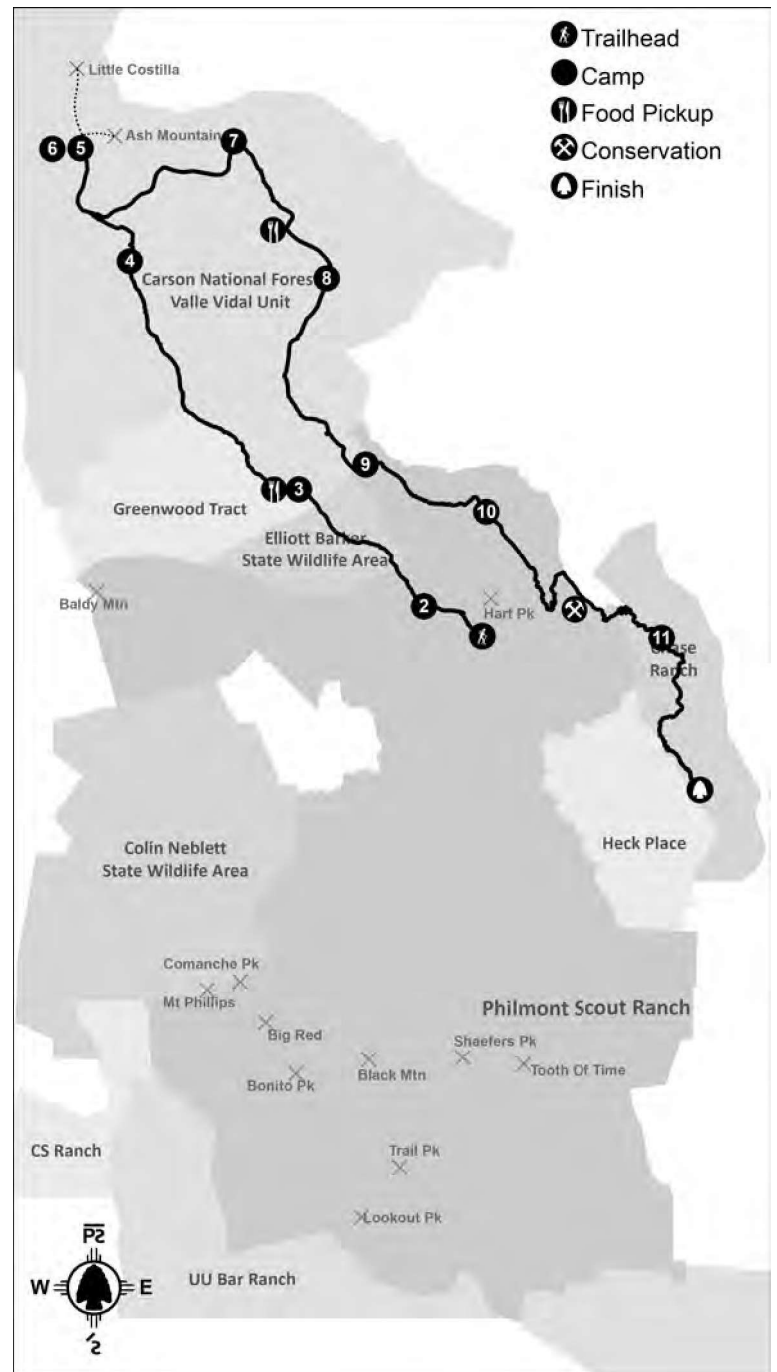 Trailhead
Camp
Food Pickup
Conservation
Finish
Little Costilla
Ash Mountain
6 5
7
4
8
Carson National Fores
Valle Vidal Unit
9
3
10
Greenwood Tract
Elliott Barker
State Wildlife Area
Baldy Mtn
2
Hart Pk
11
Chase
Ranch
Heck Place
Colín Neblett
State Wildlife Area
Comanche Pk
Mt Phillips
Big Red
Bonito Pk
Black Mtn
Shaefers Pk
Tooth Of Time
Philmont Scout Ranch
CS Ranch
Trail Pk
Lookout Pk
UU Bar Ranch
W E